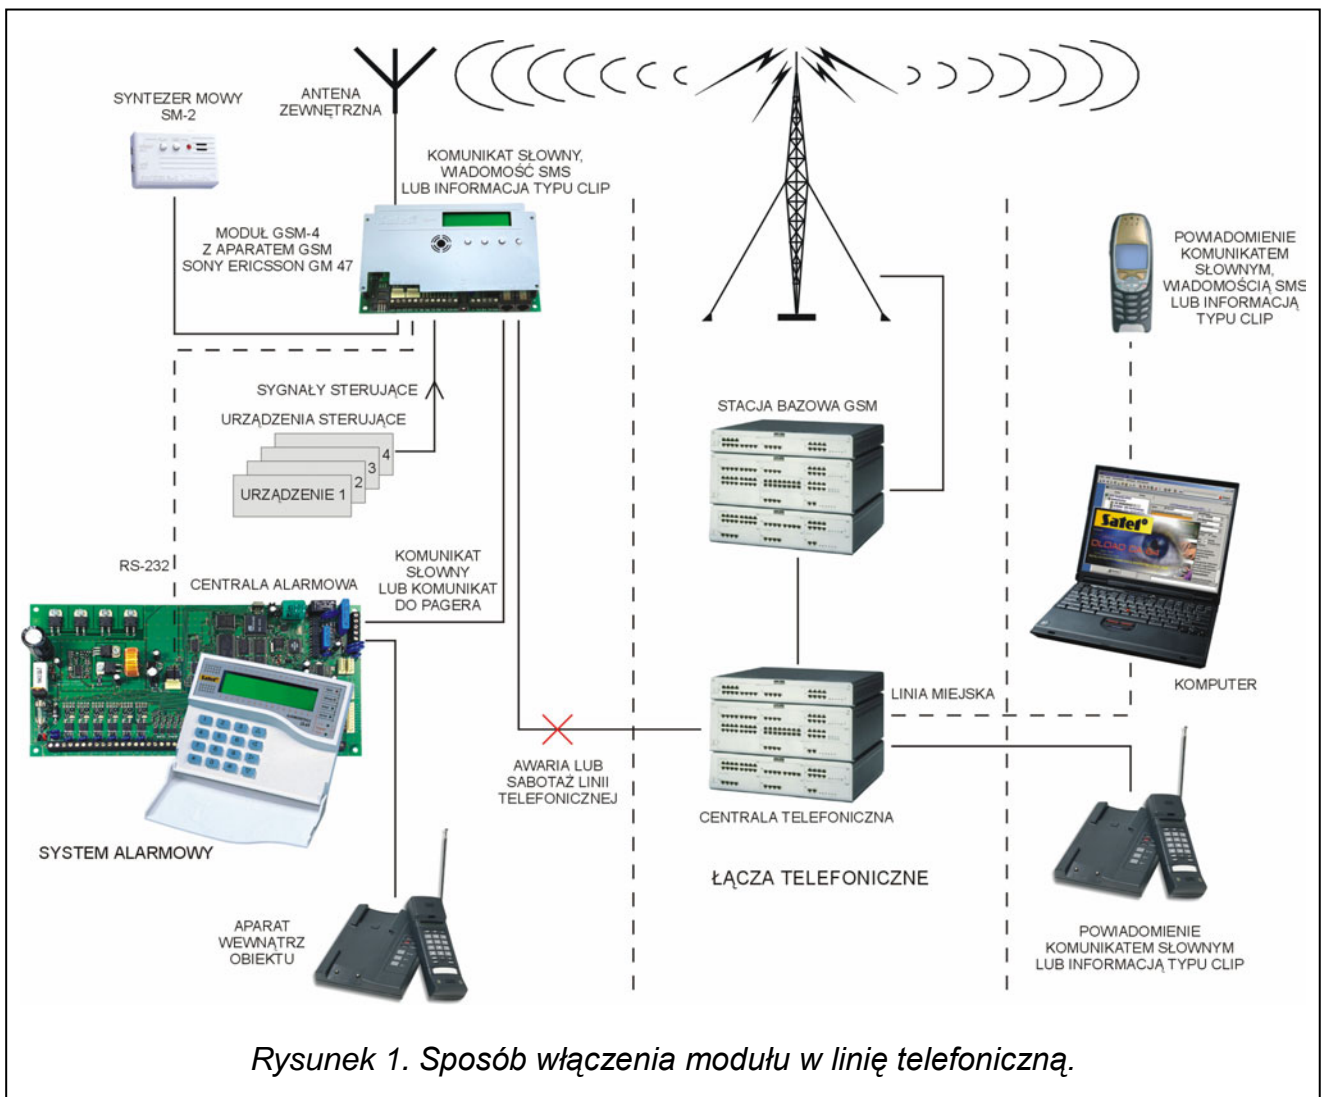 SYNTEZER MOWY
SM-2
ANTENA
ZEWNĘTRZNA
KOMUNIKAT SŁOWNY,
WIADOMOŚĆ SMS
LUB INFORMACJA TYPU CLIP
MODUŁ GSM-4
Z APARATEM GSM
SONY ERICSSON GM 47
POWIADOMIENIE
KOMUNIKATEM
SŁOWNYM,
WIADOMOŚCIĄ SMS
LUB INFORMACJĄ
TYPU CLIP
SYGNAŁY STERUJĄCE
URZĄDZENIA STERUJĄCE
4
3
2
URZĄDZENIE 1
STACJA BAZOWA GSM
RS-232
CENTRALA ALARMOWA
KOMUNIKAT
SŁOWNY
LUB KOMUNIKAT
DO PAGERA
Satel
Satel
KOMPUTER
LINIA MIEJSKA
AWARIA LUB
SABOTAŻ LINII
TELEFONICZNEJ
CENTRALA TELEFONICZNA
SYSTEM ALARMOWY
ŁĄCZA TELEFONICZNE
APARAT
WEWNĄTRZ
OBIEKTU
POWIADOMIENIE
KOMUNIKATEM SŁOWNYM
LUB INFORMACJĄ TYPU CLIP
Rysunek 1. Sposób włączenia modułu w linię telefoniczną.